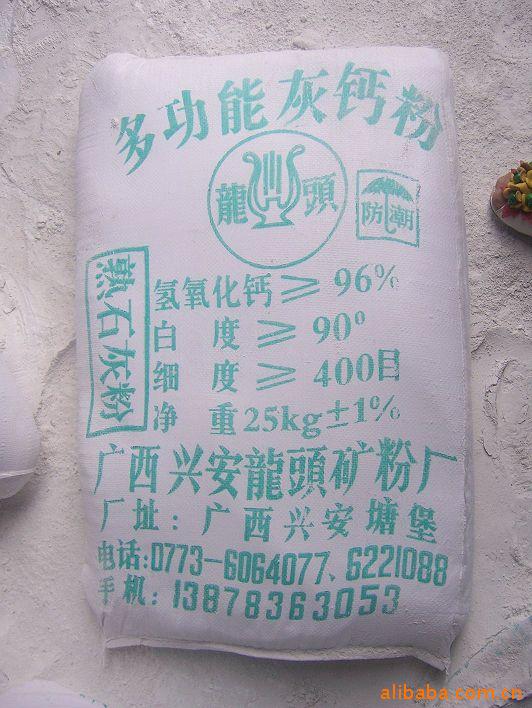 多功能灰钙粉
龍 頭
防潮
熟石灰粉
氢氧化钙≥96%
白 度≥90°
细 度≥400目
净 重25kg±1%
广西兴安龍頭矿粉厂
厂址：广西兴安塘堡
电话:0773-6064077、6221088
手机：13878363053
alibaba.com.cn